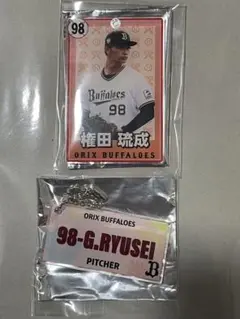 98
Buffaloes
98
権田 琉成
ORIX BUFFALOES
ORIX BUFFALOES
98-G.RYUSEI
PITCHER
B